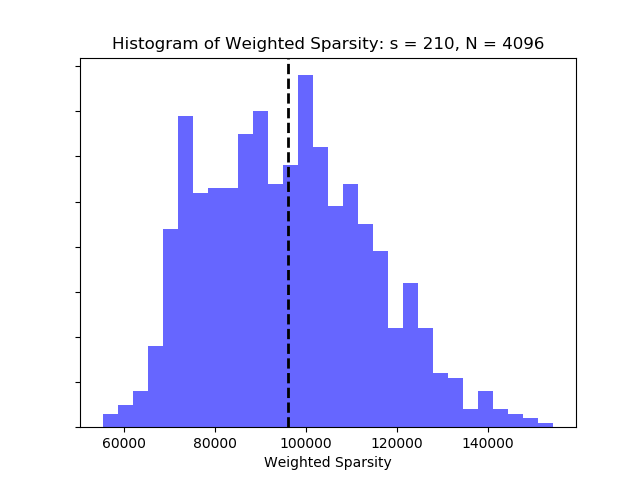 Histogram of Weighted Sparsity: s = 210, N = 4096
60000 80000 100000 120000 140000
Weighted Sparsity